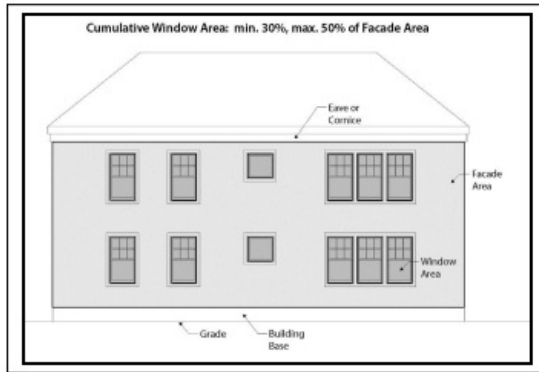 Cumulative Window Area: min. 30%, max. 50% of Facade Area
Eave or
Cornice
Facade
Area
Window
Area
Grade
Building
Base